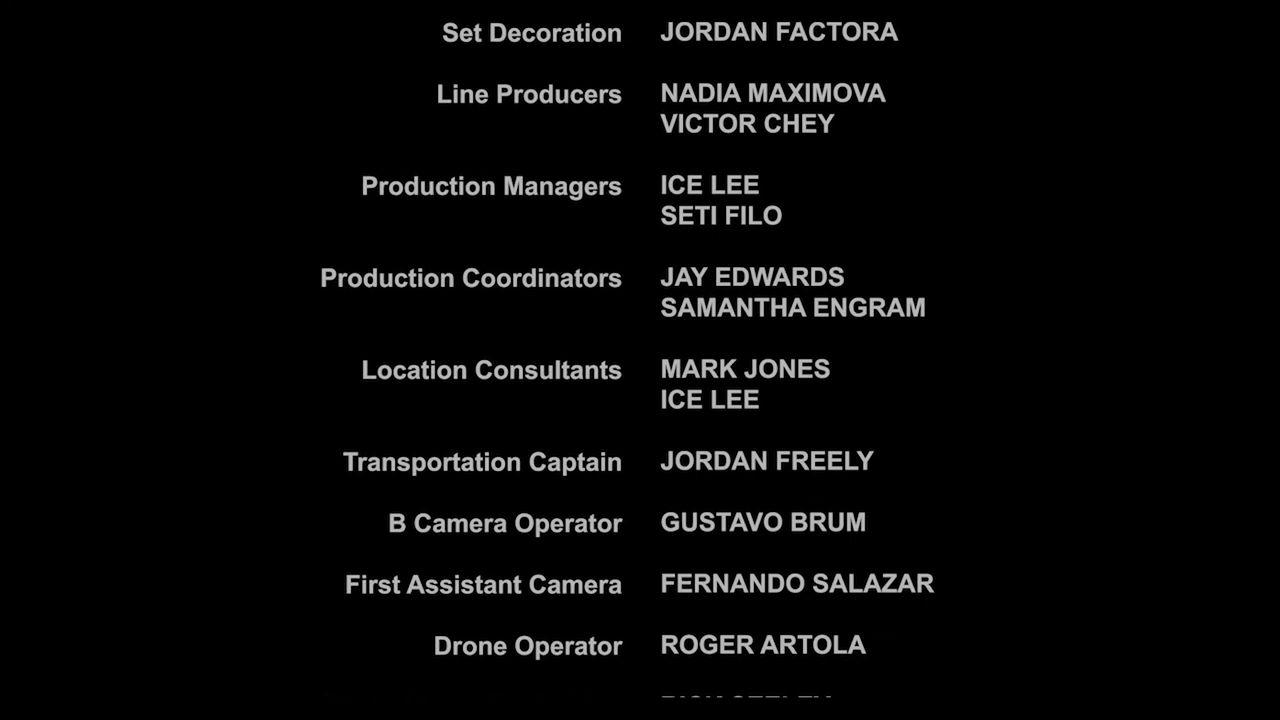 Set Decoration JORDAN FACTORA
Line Producers NADIA MAXIMOVA
VICTOR CHEY
Production Managers ICE LEE
SETI FILO
Production Coordinators JAY EDWARDS
SAMANTHA ENGRAM
Location Consultants MARK JONES
ICE LEE
Transportation Captain JORDAN FREELY
B Camera Operator GUSTAVO BRUM
First Assistant Camera FERNANDO SALAZAR
Drone Operator ROGER ARTOLA